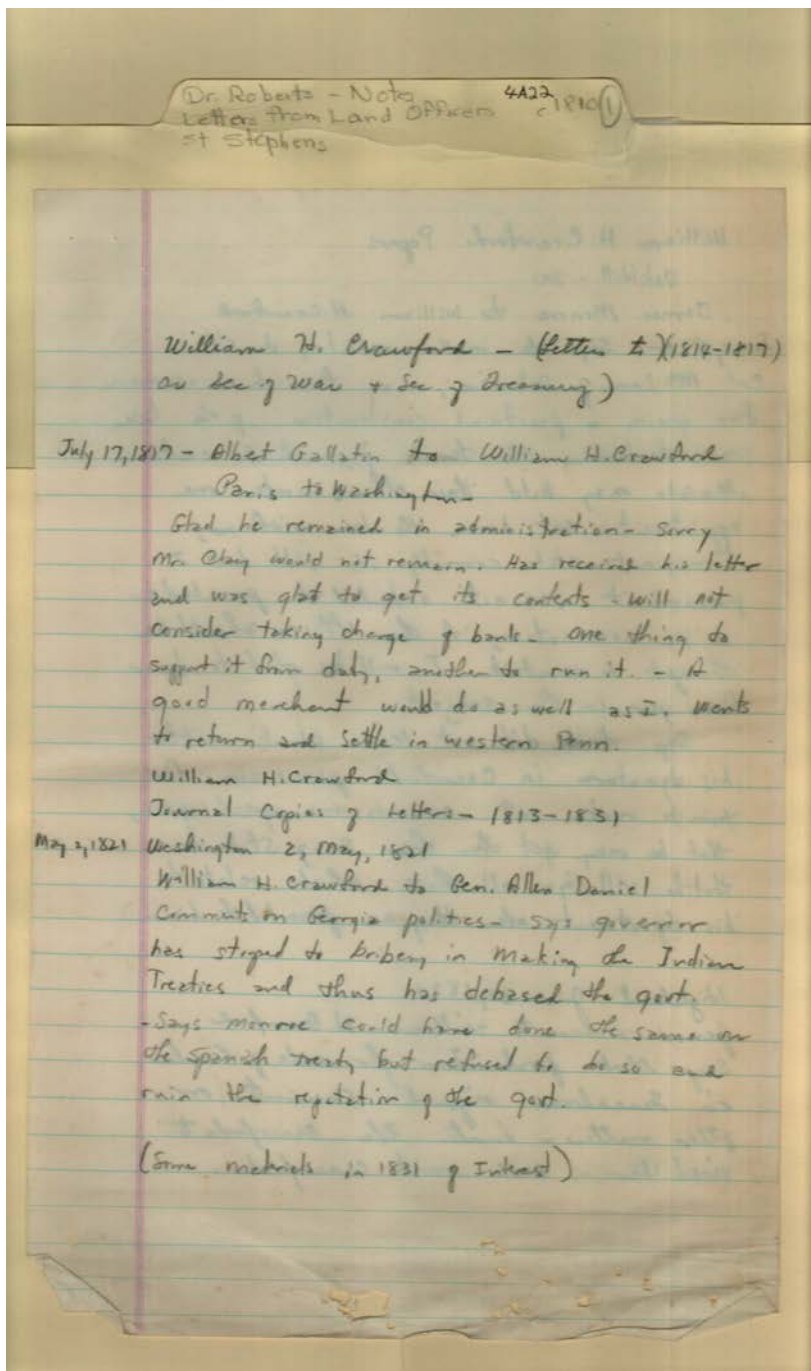 Dr. Roberts - Note 4A22 c 1810 (1)
Letters from Land Officers
St Stephens
William H. Crawford - (Letters to) (1814-1817)
as Sec of War + Sec of Treasury)
July 17, 1817 - Albert Gallatin to William H. Crawford
Paris to Washington -
Glad he remained in administration - Sorry
Mr. Clay would not remain. Has received his letter
and was glat to get its contents - will not
consider taking charge of bank - one thing to
support it from duty, another to run it. - A
good merchant would do as well as I. wants
to return and settle in western Penn.
William H. Crawford
Journal Copies of Letters - 1813-1831
May 2, 1821 Washington 2, May, 1821
William H. Crawford to Gen. Allen Daniel
Comments on Georgia politics - says governor
has stoped to bribery in making the Indian
Treaties and thus has debased the govt.
- Says monroe could have done the same on
the Spanish treaty but refused to do so and
ruin the reputation of the govt.
(Some materials in 1831 of Interest)